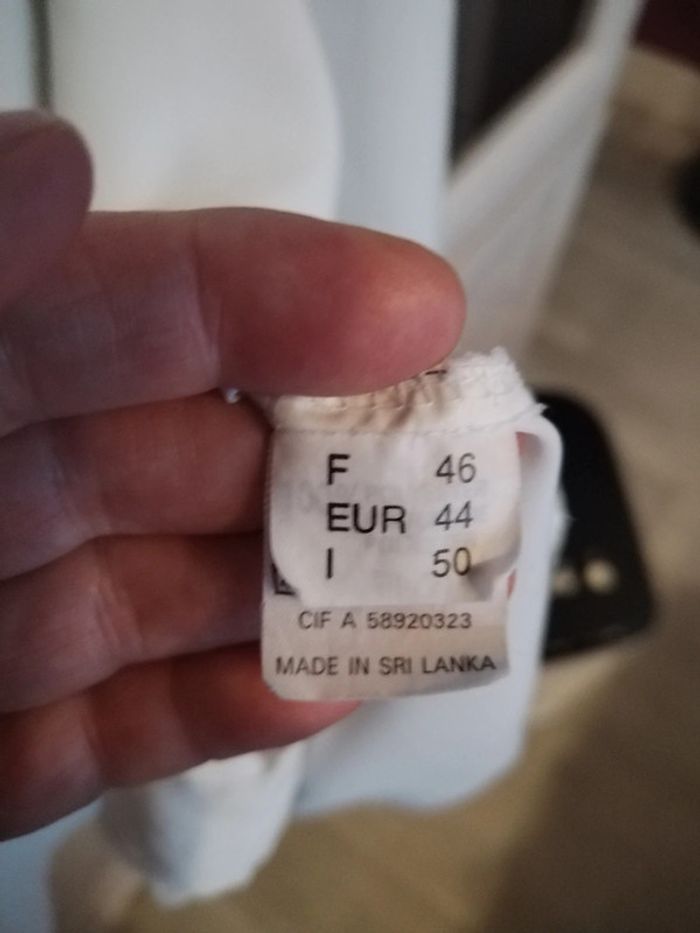 F 46
EUR 44
I 50
CIF A 58920323
MADE IN SRI LANKA